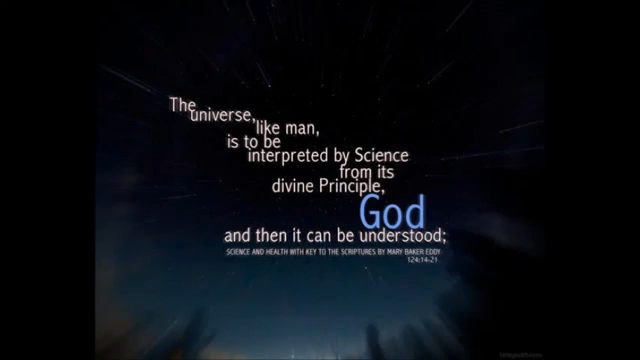 The
universe,
like man,
is to be
interpreted by Science
from its
divine Principle,
God
and then it can be understood;
SCIENCE AND HEALTH WITH KEY TO THE SCRIPTURES BY MARY BAKER EDDY
124:14-21